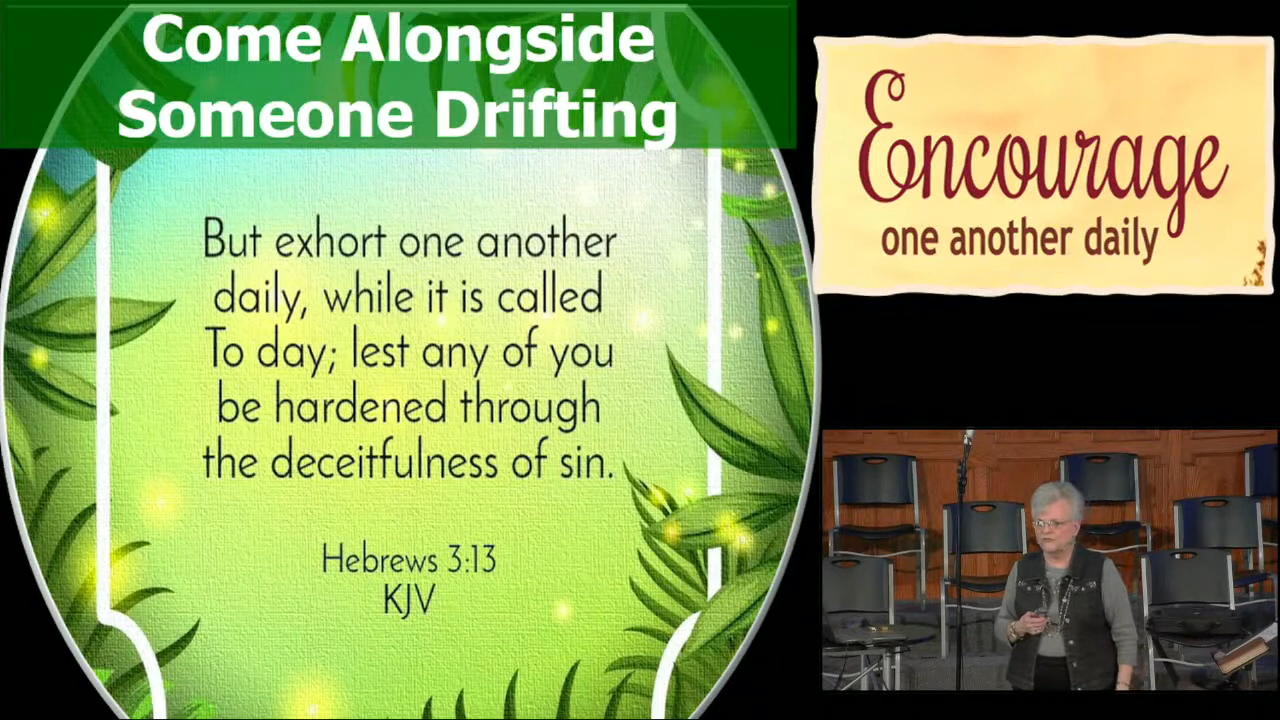 Come Alongside
Someone Drifting
But exhort one another
daily, while it is called
To day; lest any of you
be hardened through
the deceitfulness of sin.
Hebrews 3:13
KJV
Encourage
one another daily